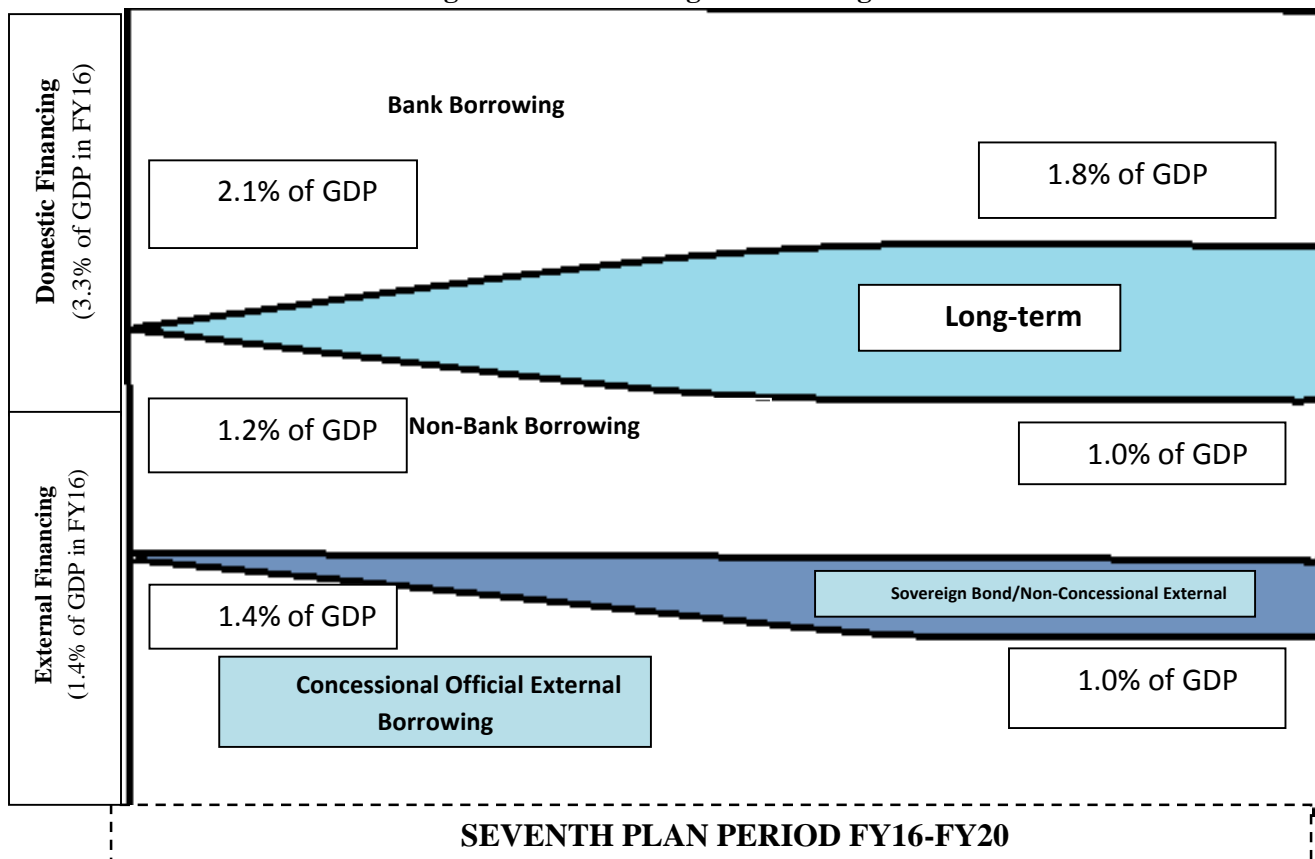 Domestic Financing
(3.3% of GDP in FY16)
Bank Borrowing
2.1% of GDP
1.8% of GDP
Long-term
1.2% of GDP
Non-Bank Borrowing
1.0% of GDP
External Financing
(1.4% of GDP in FY16)
Sovereign Bond/Non-Concessional External
1.4% of GDP
Concessional Official External
Borrowing
1.0% of GDP
SEVENTH PLAN PERIOD FY16-FY20